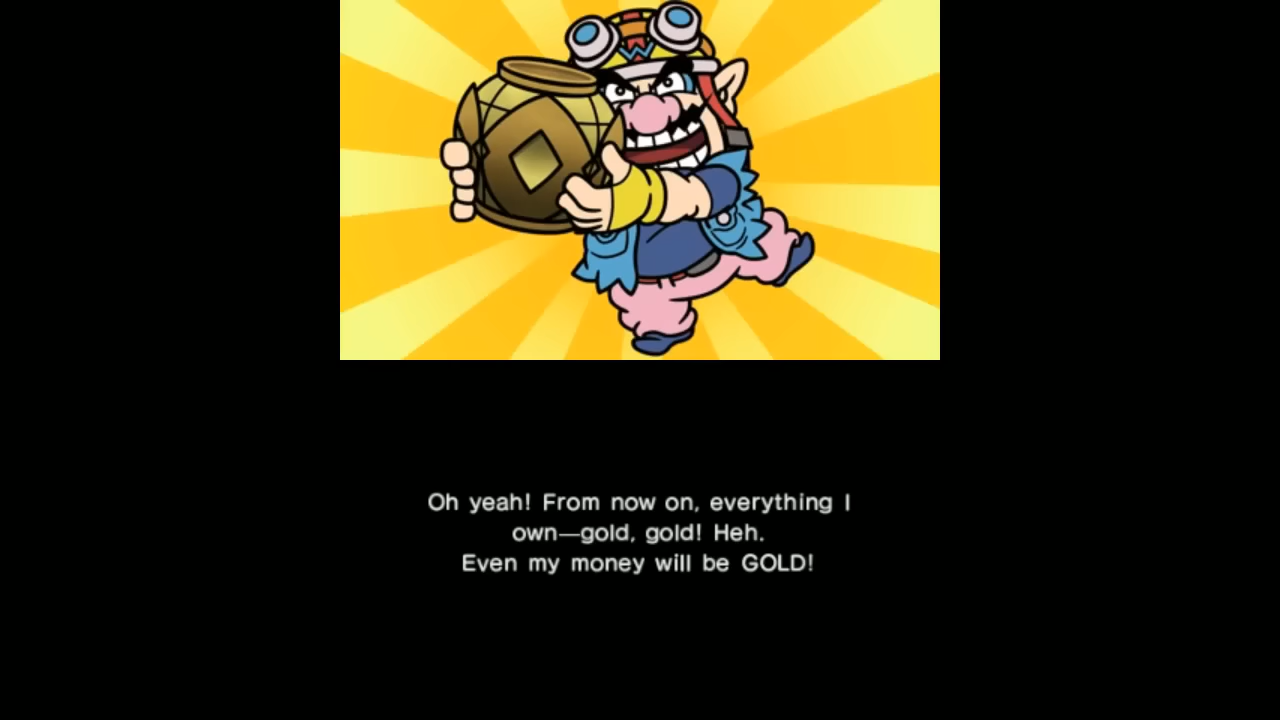 W
Oh yeah! From now on, everything I
own—gold, gold! Heh.
Even my money will be GOLD!